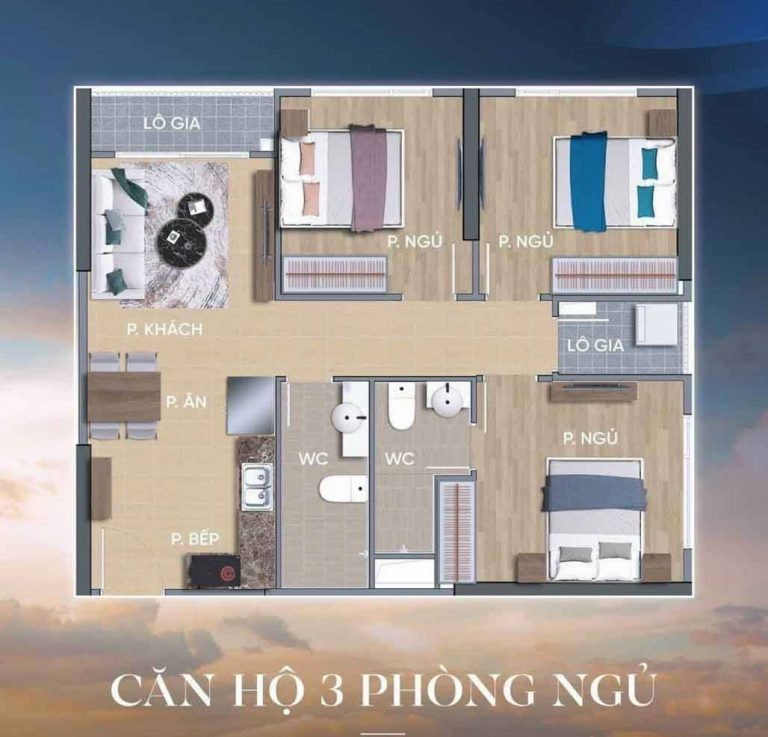 LÔ GIA
P. NGỦ
P. NGỦ
P. KHÁCH
LÔ GIA
P. ĂN
P. NGỦ
WC
WC
P. BẾP
CĂN HỘ 3 PHÒNG NGỦ